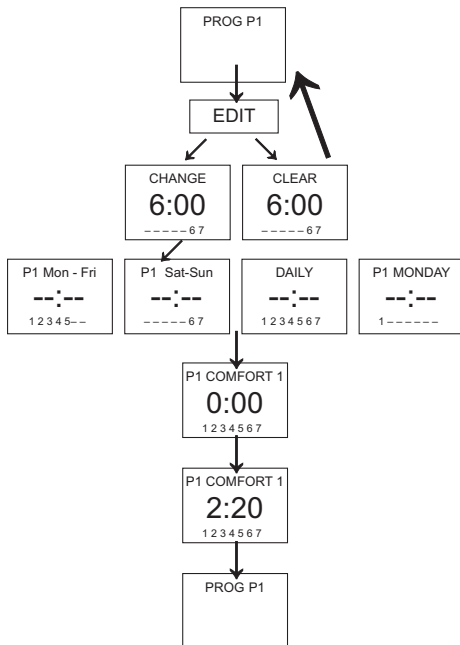 PROG P1
EDIT
CHANGE
6:00
– – – – – 6 7
CLEAR
6:00
– – – – – 6 7
P1 Mon - Fri
--:--
1 2 3 4 5 – –
P1 Sat-Sun
--:--
– – – – – 6 7
DAILY
--:--
1 2 3 4 5 6 7
P1 MONDAY
--:--
1 – – – – – –
P1 COMFORT 1
0:00
1 2 3 4 5 6 7
P1 COMFORT 1
2:20
1 2 3 4 5 6 7
PROG P1